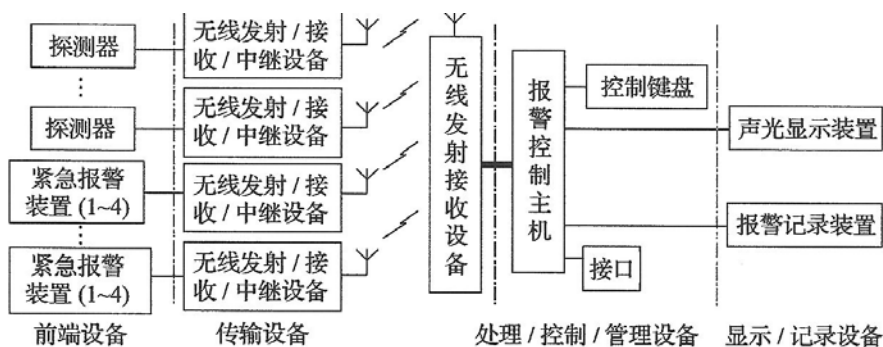 探测器
无线发射 / 接
收 / 中继设备
探测器
无线发射 / 接
收 / 中继设备
紧急报警
装置 (1~4)
无线发射 / 接
收 / 中继设备
紧急报警
装置 (1~4)
无线发射 / 接
收 / 中继设备
无线发射接收设备
报警控制主机
控制键盘
接口
声光显示装置
报警记录装置
前端设备
传输设备
处理 / 控制 / 管理设备
显示 / 记录设备